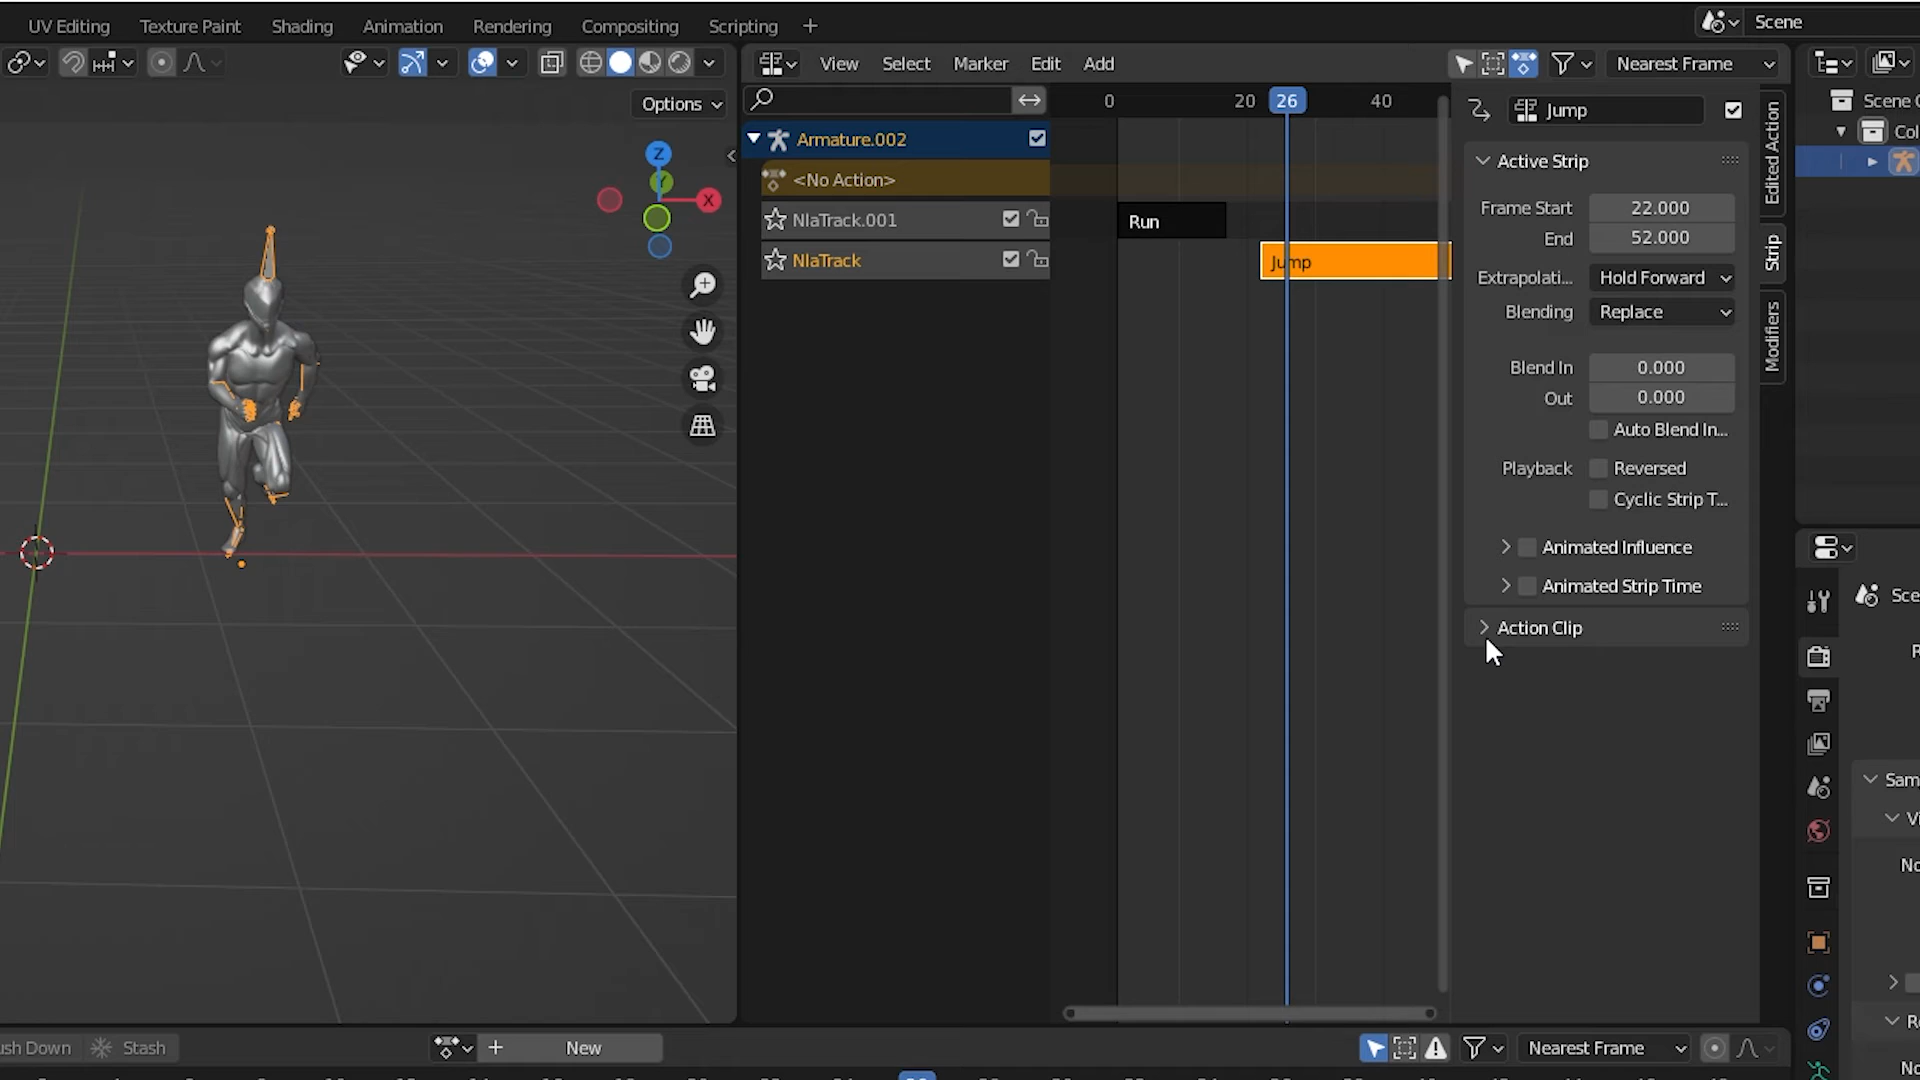 UV Editing Texture Paint Shading Animation Rendering Compositing Scripting +
Scene
View Select Marker Edit Add
Nearest Frame
Options
0 20 26 40
Jump
Scene
Col
Armature.002
<No Action>
NlaTrack.001
Run
NlaTrack
Jump
X
Y
Z
Active Strip
Frame Start 22.000
End 52.000
Extrapolati... Hold Forward
Blending Replace
Blend In 0.000
Out 0.000
Auto Blend In...
Playback Reversed
Cyclic Strip T...
Animated Influence
Animated Strip Time
Action Clip
Edited Action
Strip
Modifiers
Sce
Sam
No
ush Down Stash
+ New
Nearest Frame